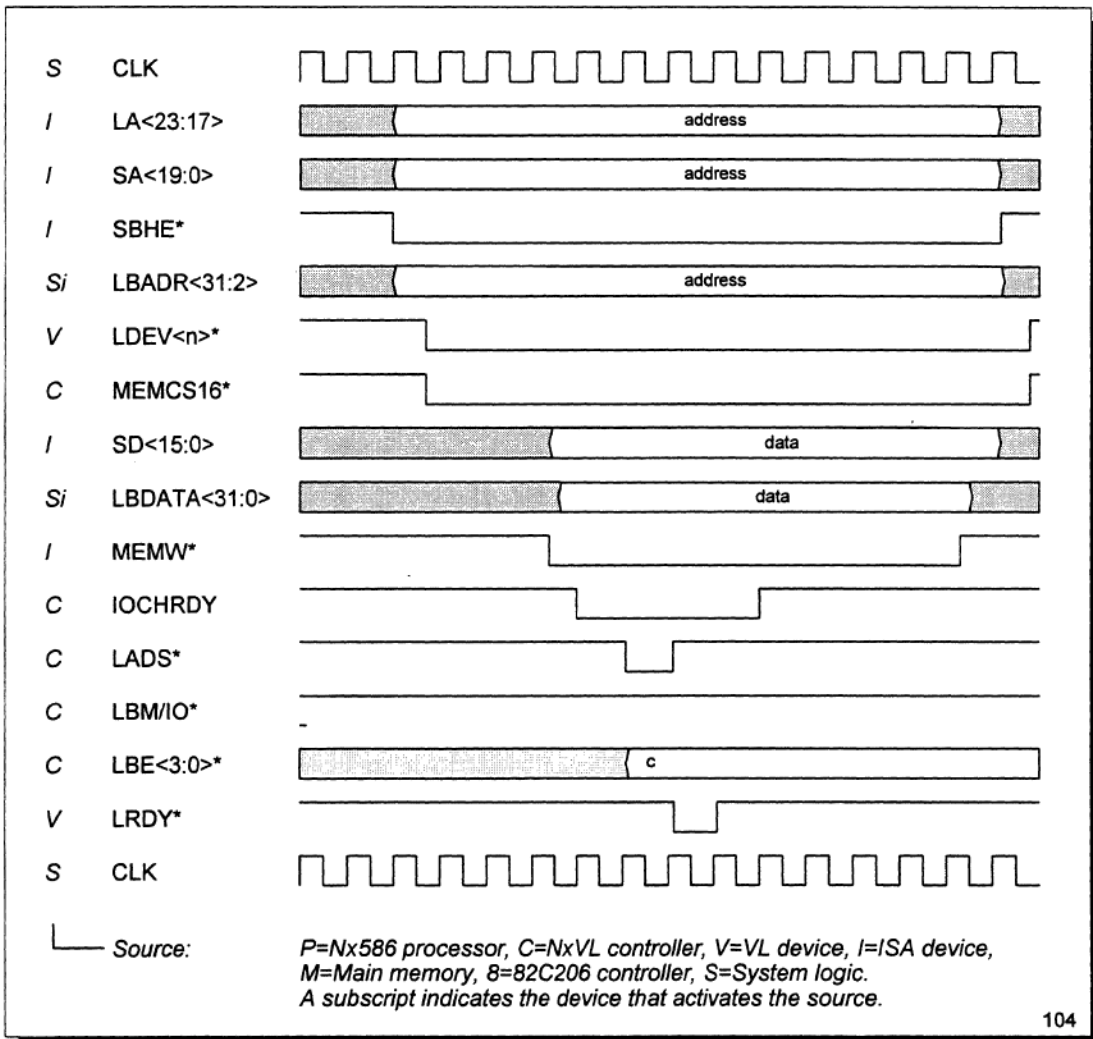 S CLK
I LA<23:17> address
I SA<19:0> address
I SBHE*
Si LBADR<31:2> address
V LDEV<n>*
C MEMCS16*
I SD<15:0> data
Si LBDATA<31:0> data
I MEMW*
C IOCHRDY
C LADS*
C LBM/IO*
C LBE<3:0>* c
V LRDY*
S CLK
Source: P=Nx586 processor, C=NxVL controller, V=VL device, I=ISA device,
M=Main memory, 8=82C206 controller, S=System logic.
A subscript indicates the device that activates the source.
104